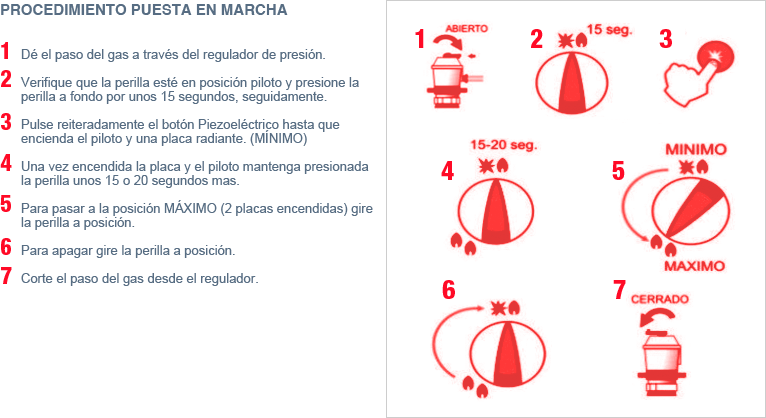 PROCEDIMIENTO PUESTA EN MARCHA
1 Dé el paso del gas a través del regulador de presión.
2 Verifique que la perilla esté en posición piloto y presione la
perilla a fondo por unos 15 segundos, seguidamente.
3 Pulse reiteradamente el botón Piezoeléctrico hasta que
encienda el piloto y una placa radiante. (MÍNIMO)
4 Una vez encendida la placa y el piloto mantenga presionada
la perilla unos 15 o 20 segundos mas.
5 Para pasar a la posición MÁXIMO (2 placas encendidas) gire
la perilla a posición.
6 Para apagar gire la perilla a posición.
7 Corte el paso del gas desde el regulador.
1 ABIERTO
2 15 seg.
3
4 15-20 seg.
5 MINIMO
MAXIMO
6
7 CERRADO